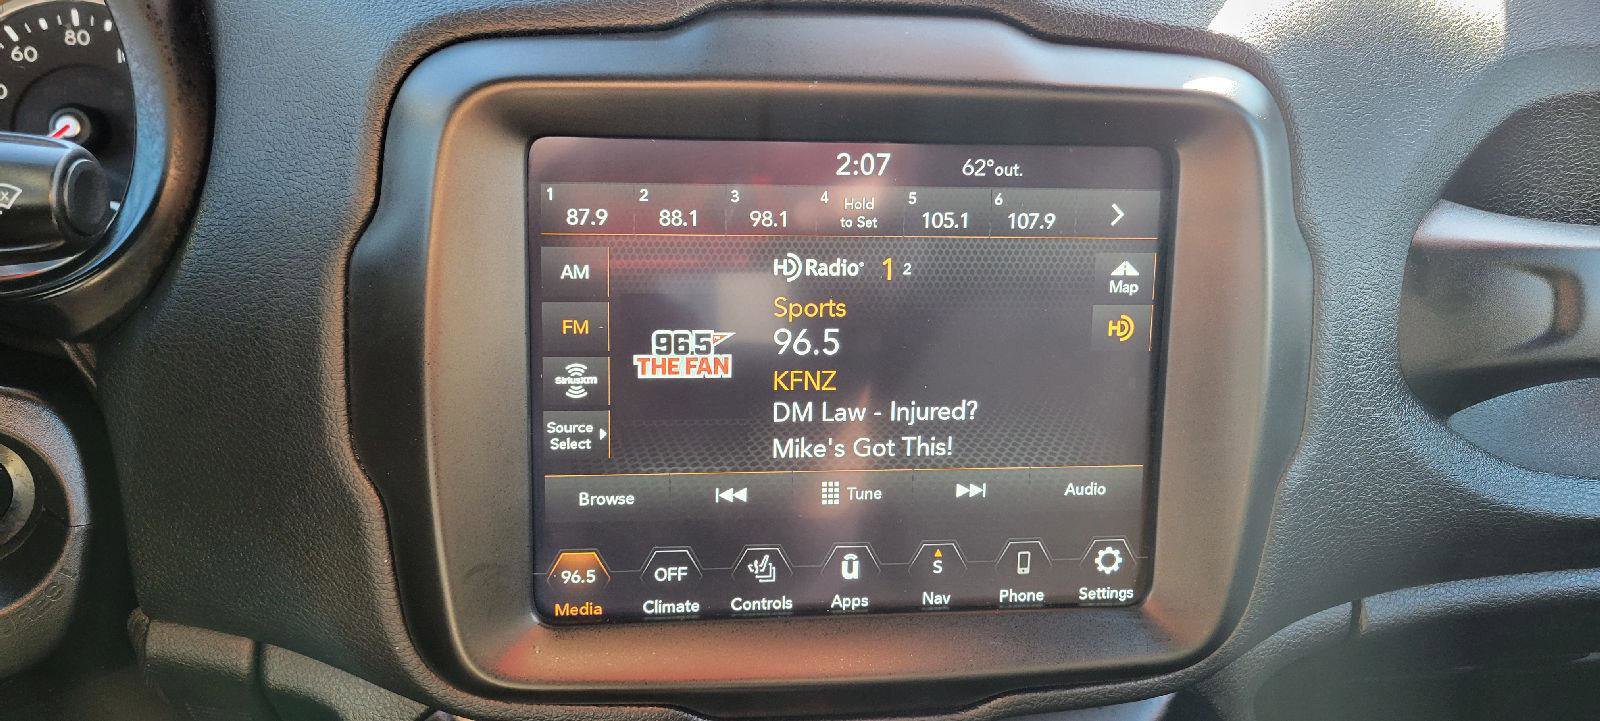 60
80
2:07 62°out.
1 87.9
2 88.1
3 98.1
4 Hold
to Set
5 105.1
6 107.9
AM
HD Radio 1 2
Map
Sports
FM
HD
96.5
96.5
THE FAN
KFNZ
SiriusXM
DM Law - Injured?
Source
Select
Mike's Got This!
Browse
Tune
Audio
96.5
OFF
S
Media
Climate
Controls
Apps
Nav
Phone
Settings